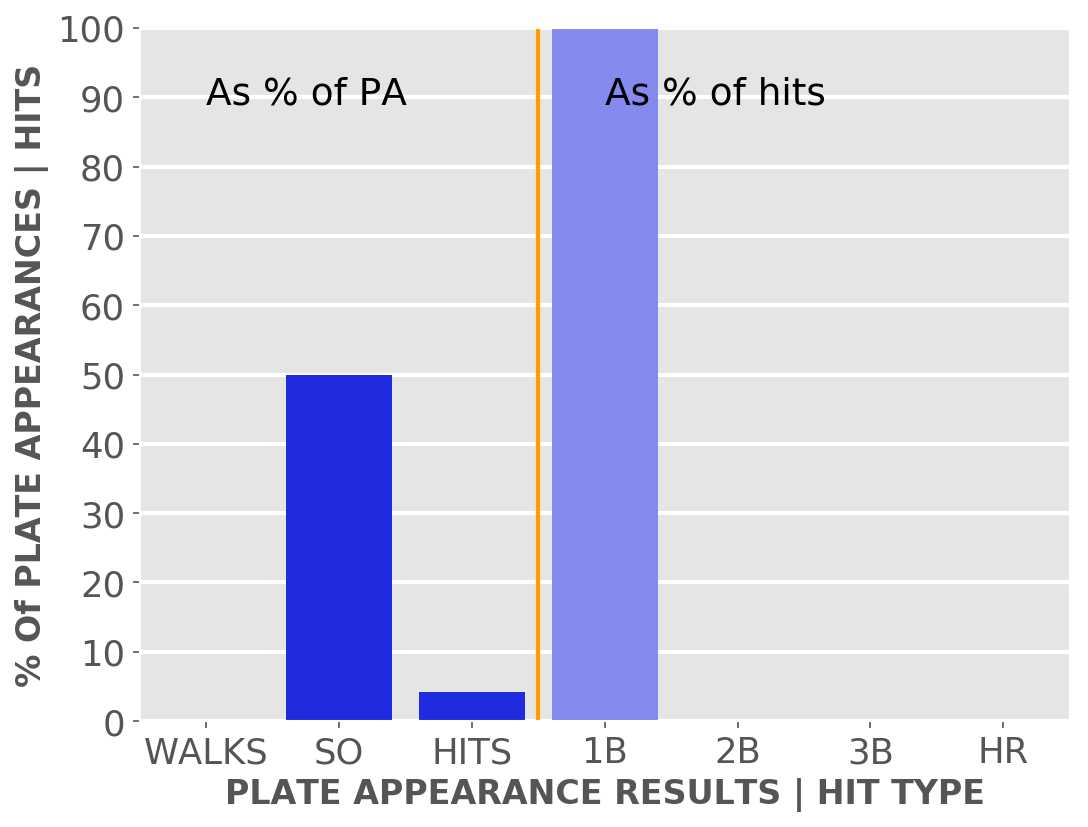 % Of PLATE APPEARANCES | HITS
100
90
80
70
60
50
40
30
20
10
0
As % of PA
As % of hits
WALKS SO HITS 1B 2B 3B HR
PLATE APPEARANCE RESULTS | HIT TYPE